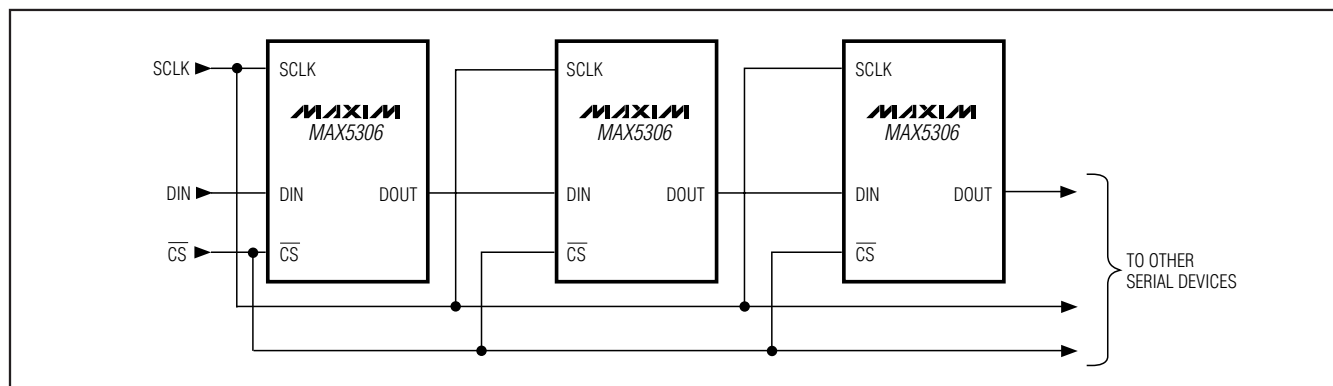 SCLK
SCLK
MAXIM
MAX5306
DIN
DIN
DOUT
CS
CS
SCLK
MAXIM
MAX5306
DIN
DOUT
CS
SCLK
MAXIM
MAX5306
DIN
DOUT
CS
TO OTHER
SERIAL DEVICES